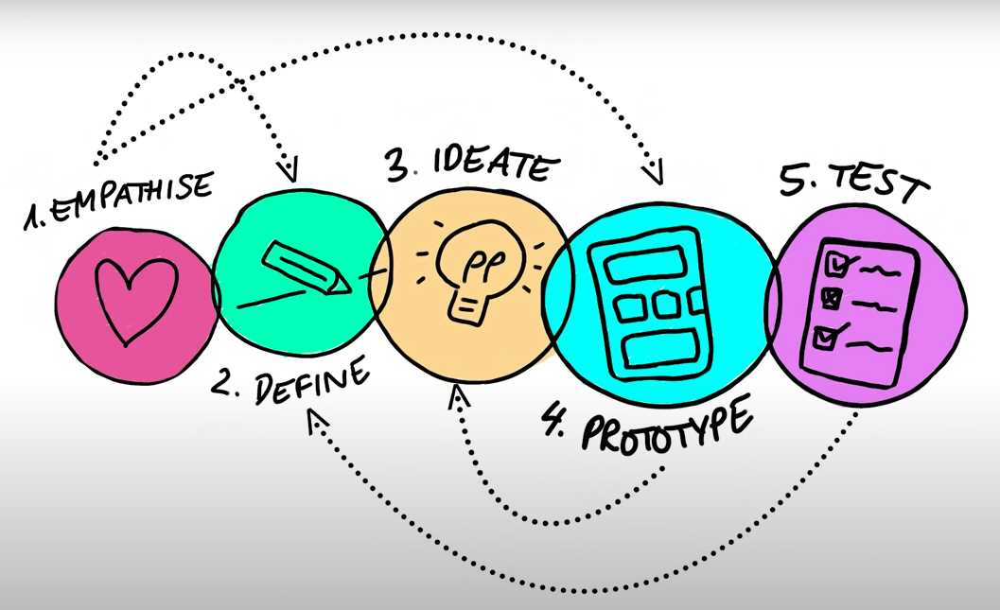 1. EMPATHISE
2. DEFINE
3. IDEATE
4. PROTOTYPE
5. TEST